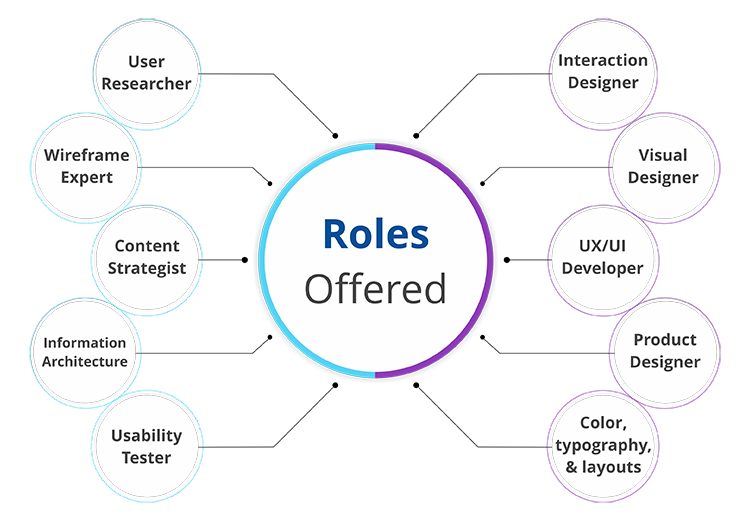 User
Researcher
Wireframe
Expert
Content
Strategist
Information
Architecture
Usability
Tester
Roles
Offered
Interaction
Designer
Visual
Designer
UX/UI
Developer
Product
Designer
Color,
typography,
& layouts